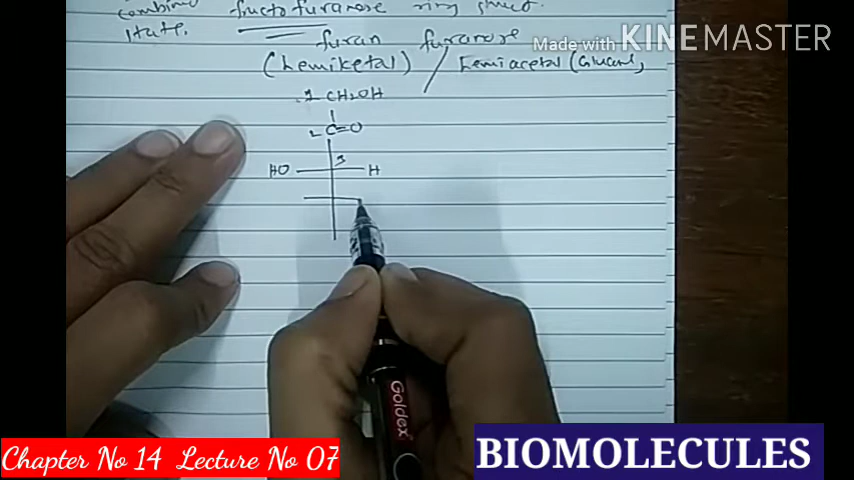 combined fructofuranose ring struct.
state.
furan furanose
Made with KINEMASTER
(hemiketal) / Hemiacetal (Glucose,
1 CH2OH
2 C=O
3
HO H
Goldex
Chapter No 14 Lecture No 07
BIOMOLECULES